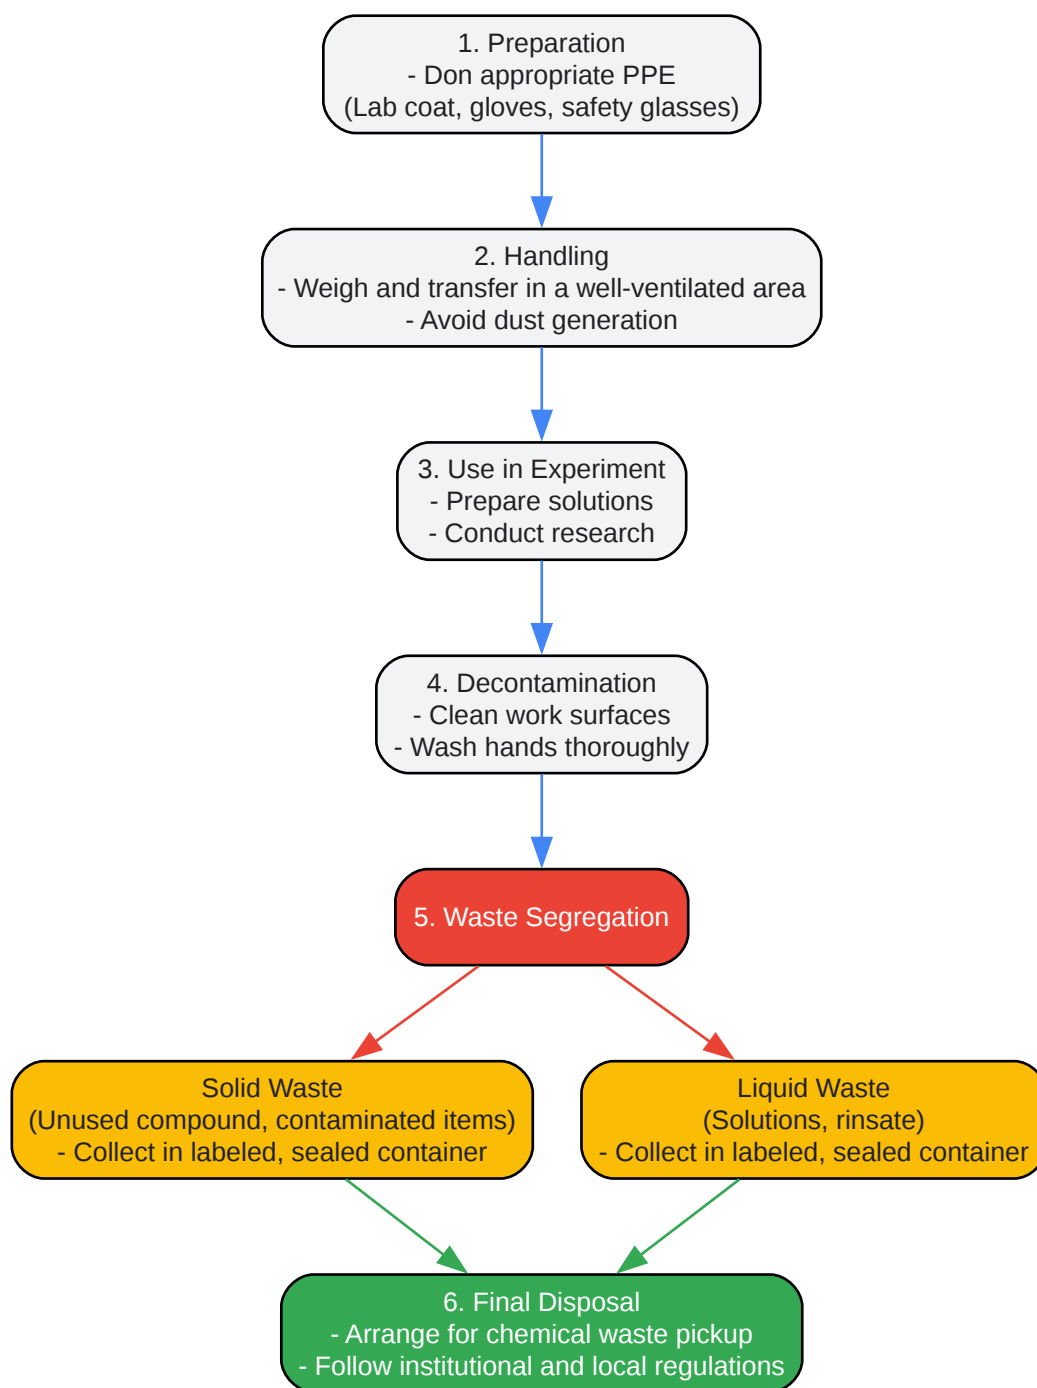 1. Preparation
- Don appropriate PPE
(Lab coat, gloves, safety glasses)
2. Handling
- Weigh and transfer in a well-ventilated area
- Avoid dust generation
3. Use in Experiment
- Prepare solutions
- Conduct research
4. Decontamination
- Clean work surfaces
- Wash hands thoroughly
5. Waste Segregation
Solid Waste
(Unused compound, contaminated items)
- Collect in labeled, sealed container
Liquid Waste
(Solutions, rinsate)
- Collect in labeled, sealed container
6. Final Disposal
- Arrange for chemical waste pickup
- Follow institutional and local regulations